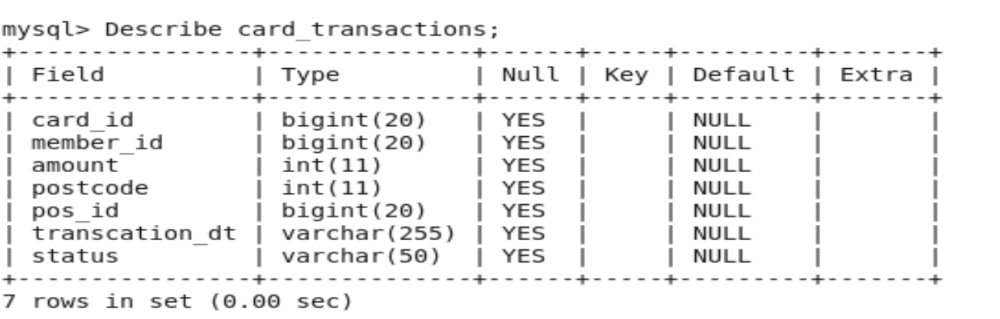 mysql> Describe card_transactions;
+-----------------+--------------+------+-----+---------+-------+
| Field           | Type         | Null | Key | Default | Extra |
+-----------------+--------------+------+-----+---------+-------+
| card_id         | bigint(20)   | YES  |     | NULL    |       |
| member_id       | bigint(20)   | YES  |     | NULL    |       |
| amount          | int(11)      | YES  |     | NULL    |       |
| postcode        | int(11)      | YES  |     | NULL    |       |
| pos_id          | bigint(20)   | YES  |     | NULL    |       |
| transcation_dt  | varchar(255) | YES  |     | NULL    |       |
| status          | varchar(50)  | YES  |     | NULL    |       |
+-----------------+--------------+------+-----+---------+-------+
7 rows in set (0.00 sec)